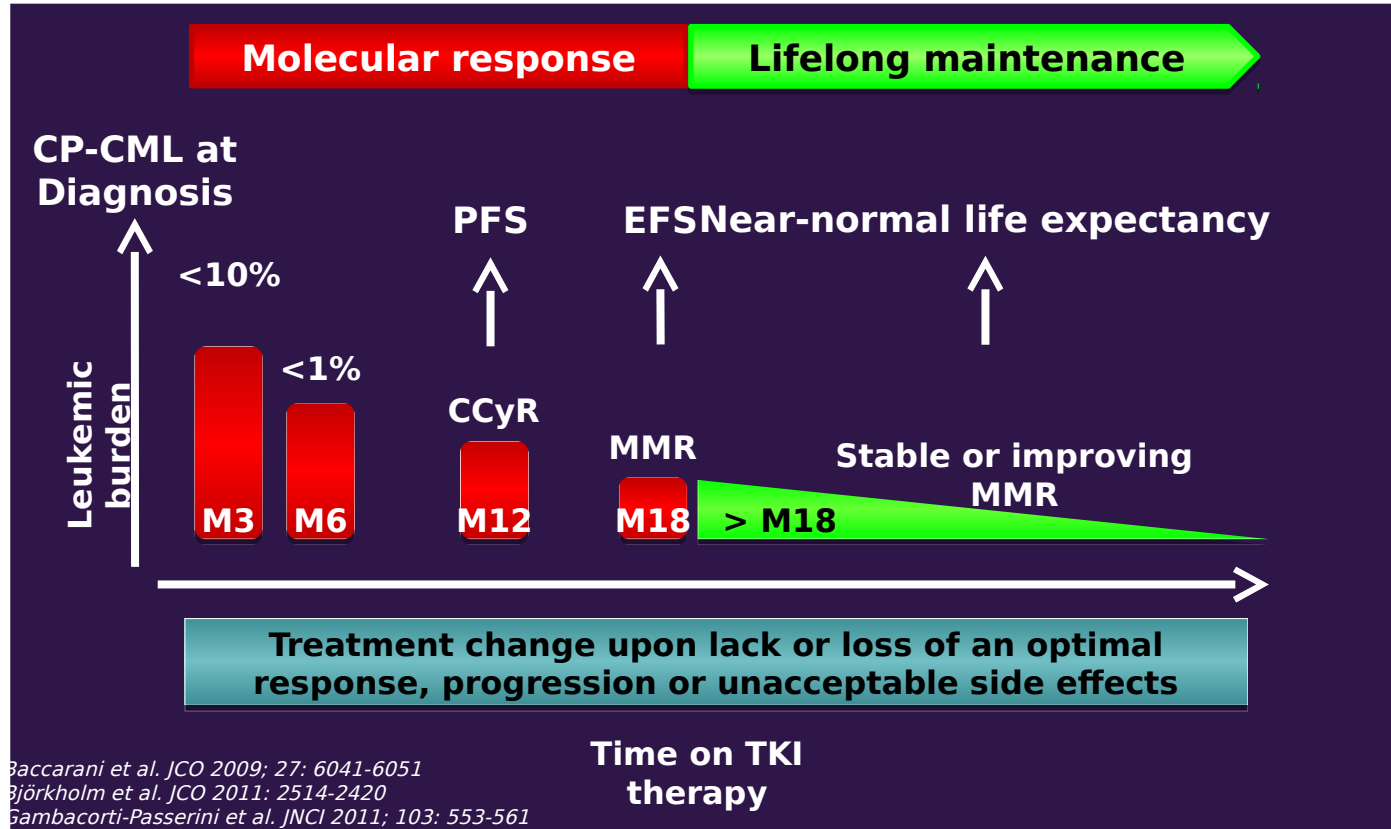 Molecular response
Lifelong maintenance
CP-CML at
Diagnosis
PFS
EFS
Near-normal life expectancy
<10%
<1%
Leukemic
burden
CCyR
MMR
Stable or improving
MMR
M3
M6
M12
M18
> M18
Treatment change upon lack or loss of an optimal
response, progression or unacceptable side effects
Time on TKI
therapy
Baccarani et al. JCO 2009; 27: 6041-6051
Björkholm et al. JCO 2011: 2514-2420
Gambacorti-Passerini et al. JNCI 2011; 103: 553-561